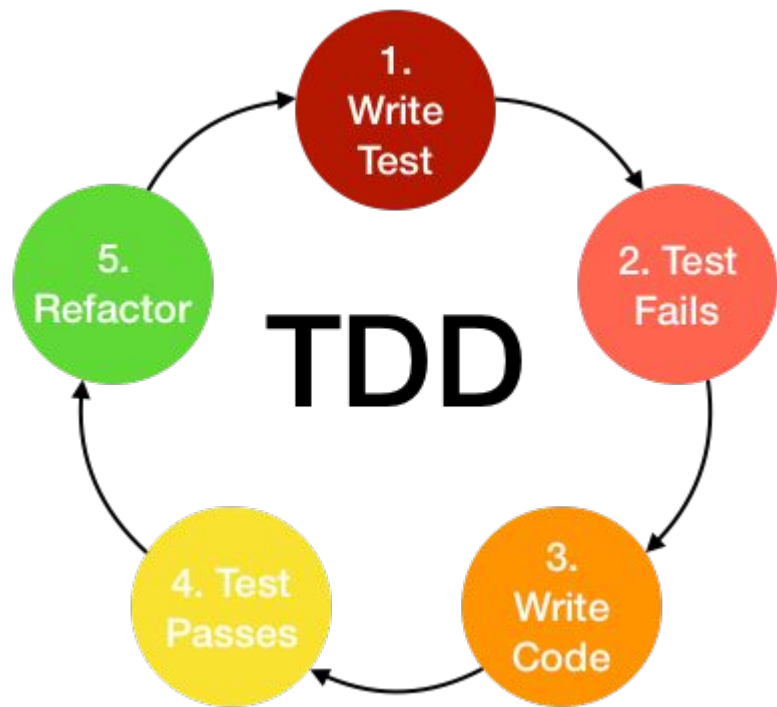 1.
Write
Test
2. Test
Fails
3.
Write
Code
4. Test
Passes
5.
Refactor
TDD